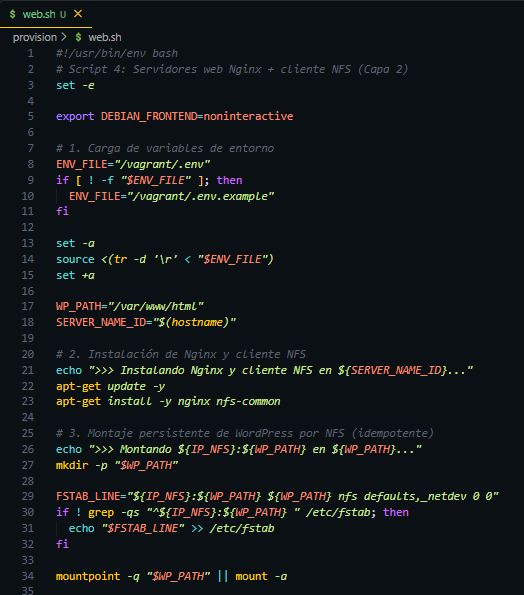 $ web.sh U ×
provision > $ web.sh
1 #!/usr/bin/env bash
2 # Script 4: Servidores web Nginx + cliente NFS (Capa 2)
3 set -e
4
5 export DEBIAN_FRONTEND=noninteractive
6
7 # 1. Carga de variables de entorno
8 ENV_FILE="/vagrant/.env"
9 if [ ! -f "$ENV_FILE" ]; then
10   ENV_FILE="/vagrant/.env.example"
11 fi
12
13 set -a
14 source <(tr -d '\r' < "$ENV_FILE")
15 set +a
16
17 WP_PATH="/var/www/html"
18 SERVER_NAME_ID="$(hostname)"
19
20 # 2. Instalación de Nginx y cliente NFS
21 echo ">>> Instalando Nginx y cliente NFS en ${SERVER_NAME_ID}..."
22 apt-get update -y
23 apt-get install -y nginx nfs-common
24
25 # 3. Montaje persistente de WordPress por NFS (idempotente)
26 echo ">>> Montando ${IP_NFS}:${WP_PATH} en ${WP_PATH}..."
27 mkdir -p "$WP_PATH"
28
29 FSTAB_LINE="${IP_NFS}:${WP_PATH} ${WP_PATH} nfs defaults,_netdev 0 0"
30 if ! grep -qs "^${IP_NFS}:${WP_PATH} " /etc/fstab; then
31   echo "$FSTAB_LINE" >> /etc/fstab
32 fi
33
34 mountpoint -q "$WP_PATH" || mount -a
35